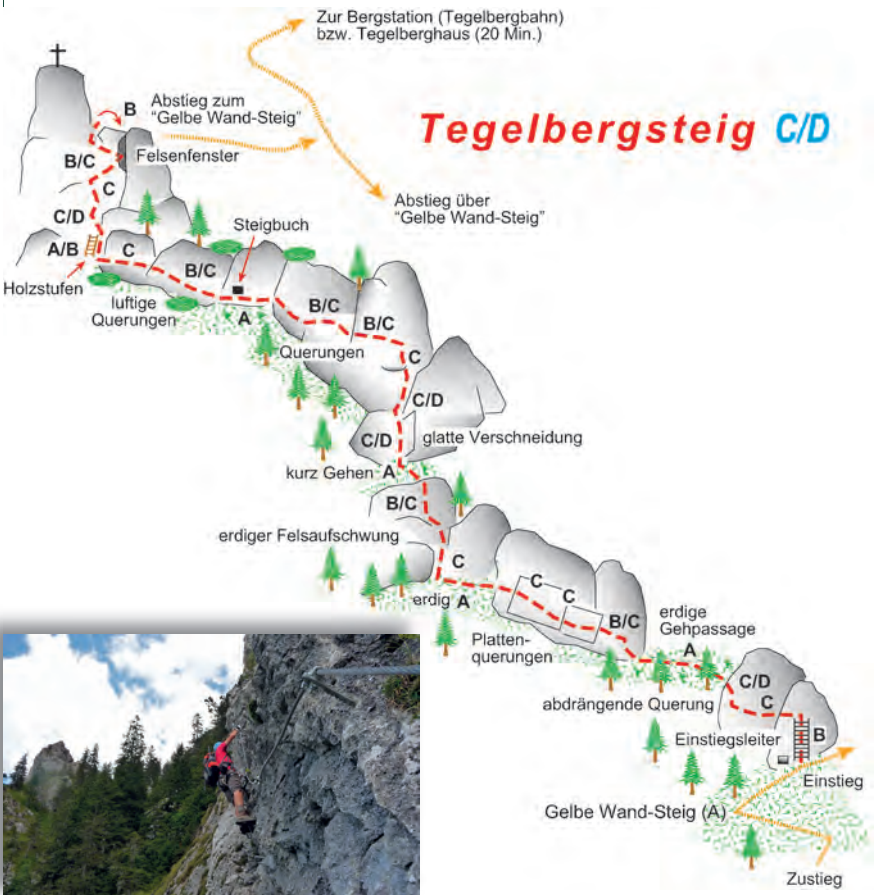 Zur Bergstation (Tegelbergbahn)
bzw. Tegelberghaus (20 Min.)
Tegelbergsteig C/D
B
Abstieg zum
"Gelbe Wand-Steig"
Felsenfenster
B/C
C
Abstieg über
"Gelbe Wand-Steig"
C/D
Steigbuch
A/B
C
B/C
Holzstufen
luftige
Querungen
A
B/C
B/C
Querungen
C
C/D
C/D
glatte Verschneidung
kurz Gehen
A
B/C
erdiger Felsaufschwung
C
erdig
A
C
C
B/C
erdige
Gehpassage
A
Platten-
querungen
C/D
C
abdrängende Querung
Einstiegsleiter
B
Einstieg
Gelbe Wand-Steig (A)
Zustieg